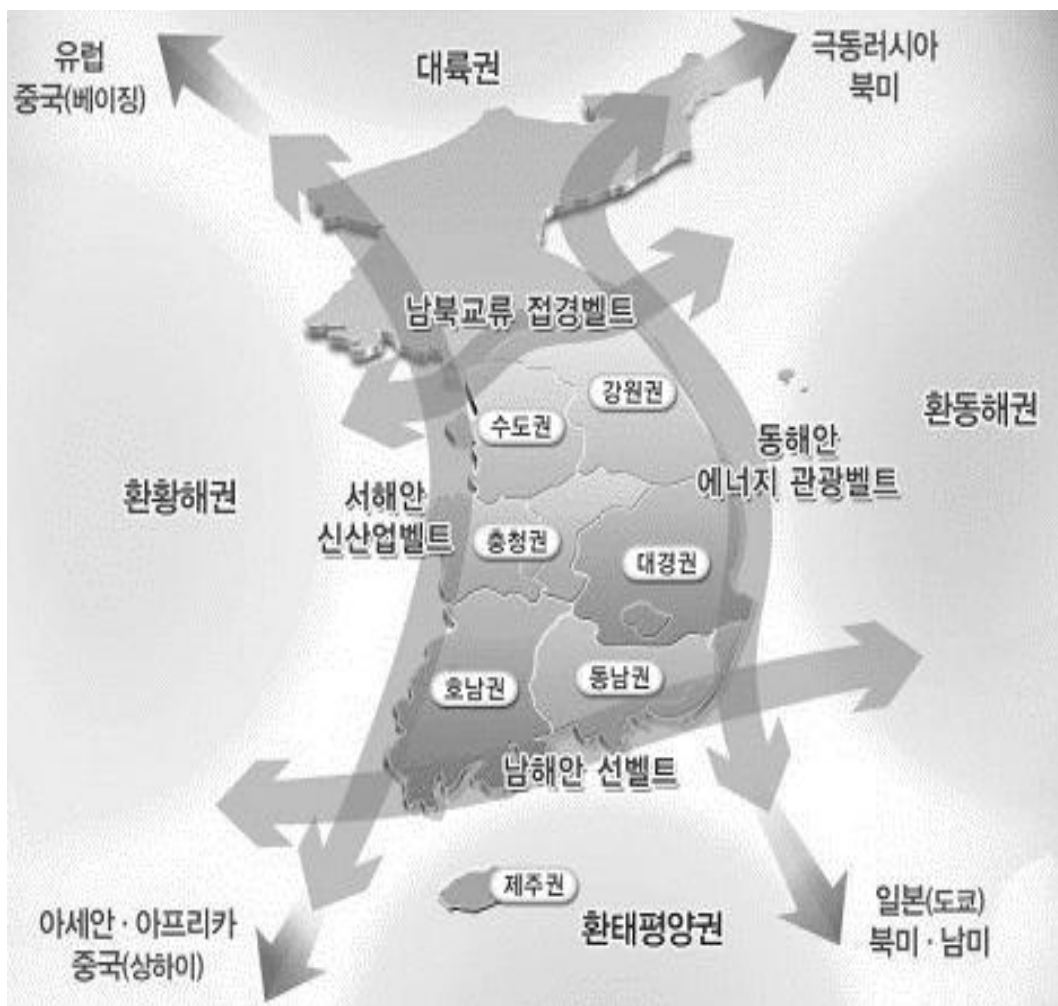 유럽
중국(베이징)
대륙권
극동러시아
북미
남북교류 접경벨트
강원권
수도권
환동해권
동해안
에너지 관광벨트
환황해권
서해안
신산업벨트
충청권
대경권
호남권
동남권
남해안 선벨트
제주권
환태평양권
아세안·아프리카
중국(상하이)
일본(도쿄)
북미·남미